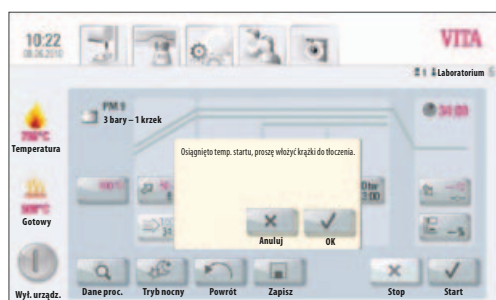 10:22
08.06.2010
VITA
Laboratorium
PM 9
3 bary – 1 krzek
34:03
Temperatura
Osiągnięto temp. startu, proszę włożyć krążki do tłoczenia.
Anuluj
OK
Gotowy
Wył. urządz.
Dane proc.
Tryb nocny
Powrót
Zapisz
Stop
Start